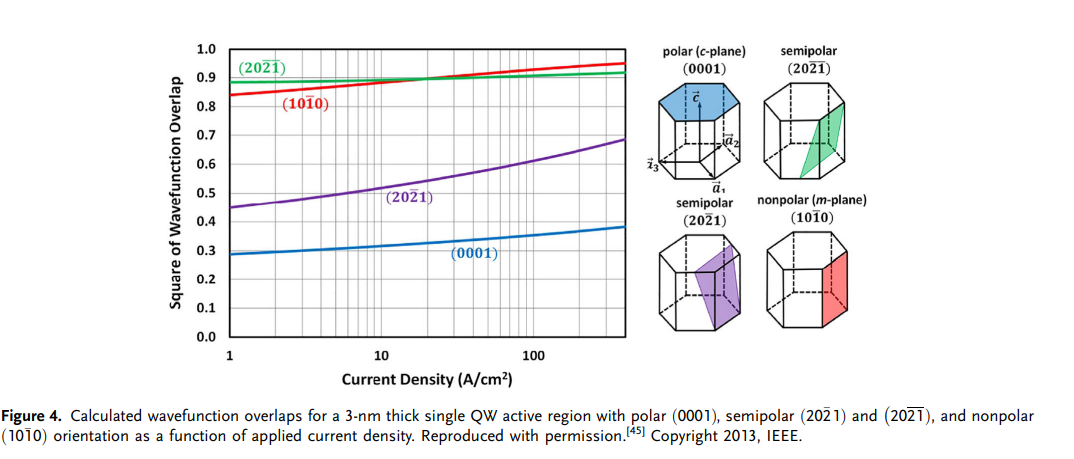 Square of Wavefunction Overlap
1.0
0.9
0.8
0.7
0.6
0.5
0.4
0.3
0.2
0.1
0.0
(202̅1̅)
(101̅0)
(202̅1)
(0001)
1
10
100
Current Density (A/cm²)
polar (c-plane)
(0001)
c⃗
a⃗₂
a⃗₁
semipolar
(202̅1̅)
semipolar
(202̅1)
nonpolar (m-plane)
(101̅0)
Figure 4. Calculated wavefunction overlaps for a 3-nm thick single QW active region with polar (0001), semipolar (202̅1) and (202̅1̅), and nonpolar
(101̅0) orientation as a function of applied current density. Reproduced with permission.[45] Copyright 2013, IEEE.